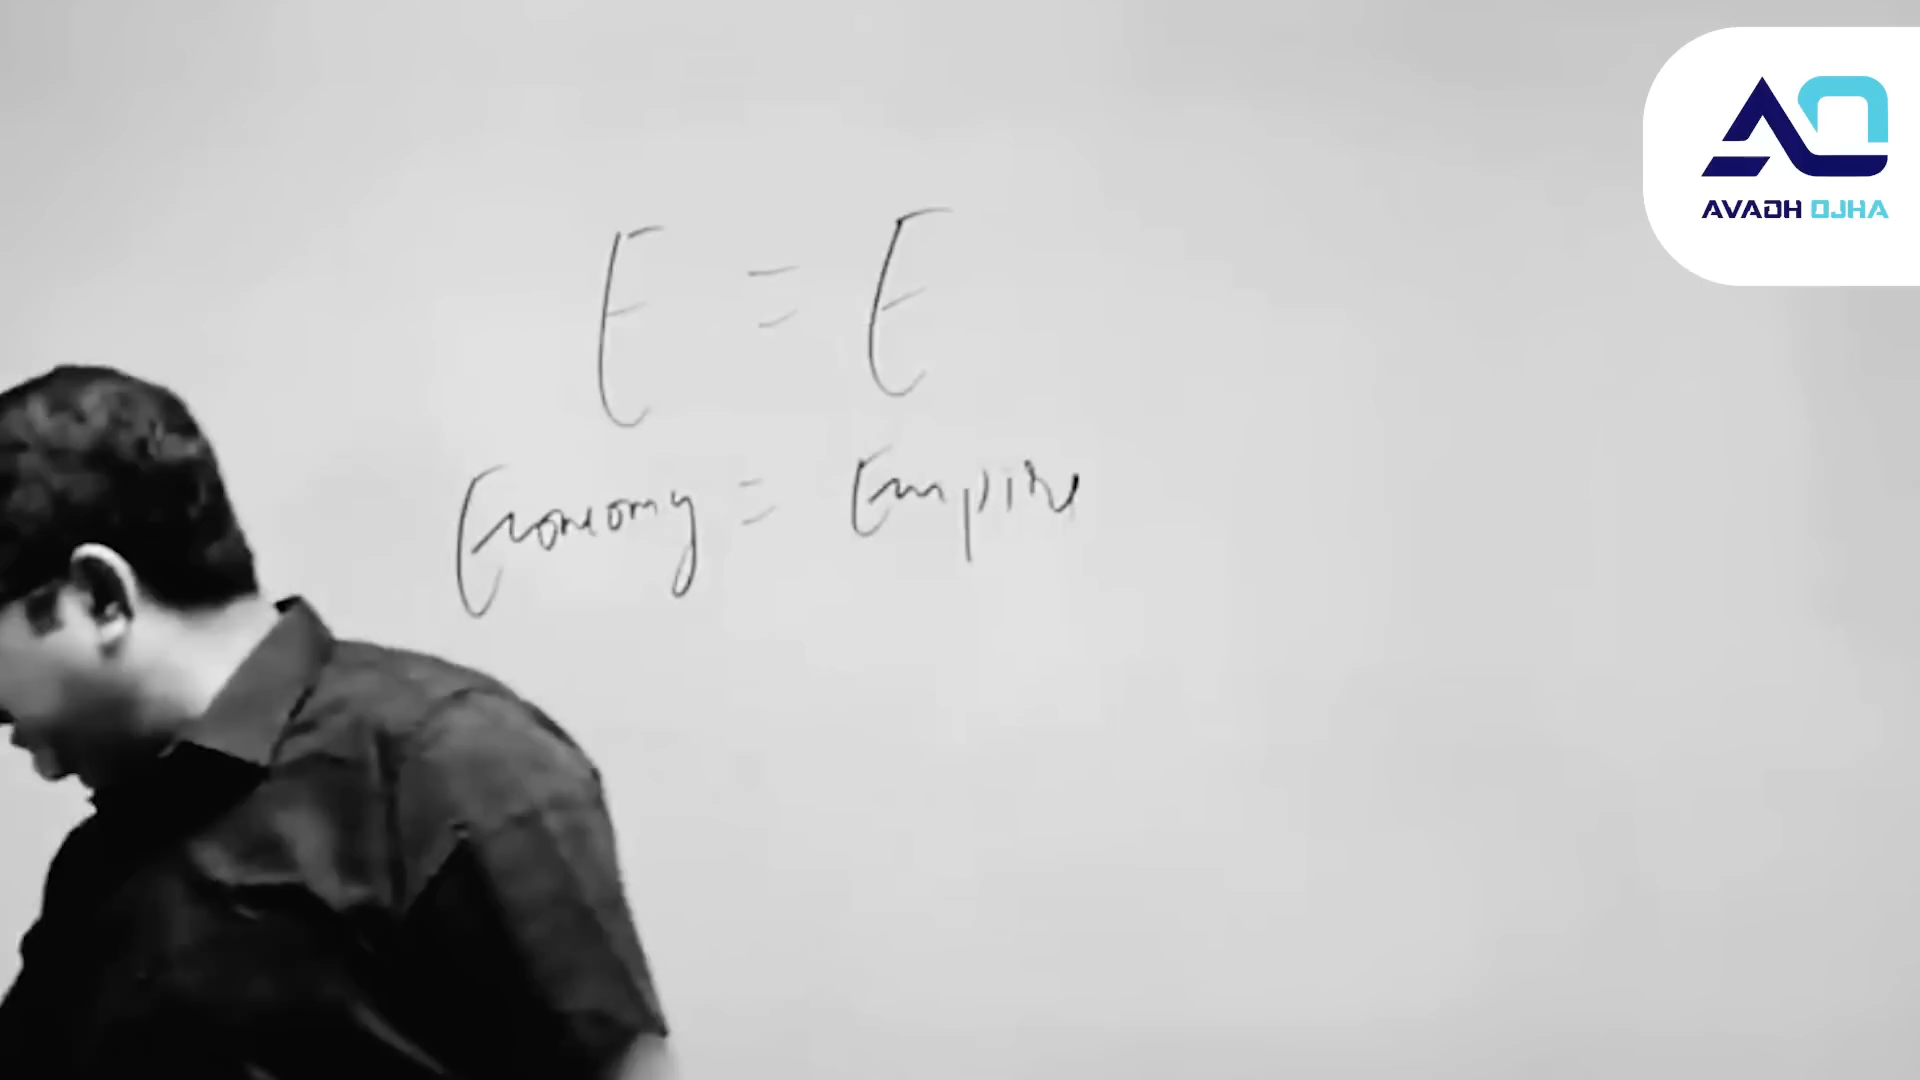 AVADH OJHA
E = E
Economy = Empire